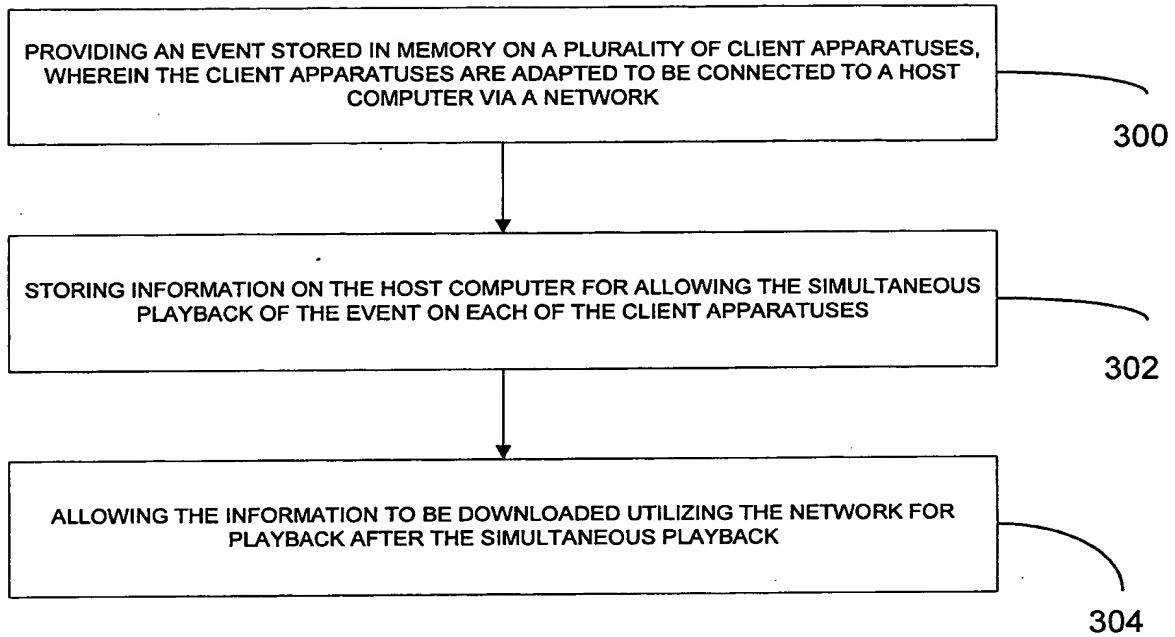 PROVIDING AN EVENT STORED IN MEMORY ON A PLURALITY OF CLIENT APPARATUSES,
WHEREIN THE CLIENT APPARATUSES ARE ADAPTED TO BE CONNECTED TO A HOST
COMPUTER VIA A NETWORK
300
STORING INFORMATION ON THE HOST COMPUTER FOR ALLOWING THE SIMULTANEOUS
PLAYBACK OF THE EVENT ON EACH OF THE CLIENT APPARATUSES
302
ALLOWING THE INFORMATION TO BE DOWNLOADED UTILIZING THE NETWORK FOR
PLAYBACK AFTER THE SIMULTANEOUS PLAYBACK
304